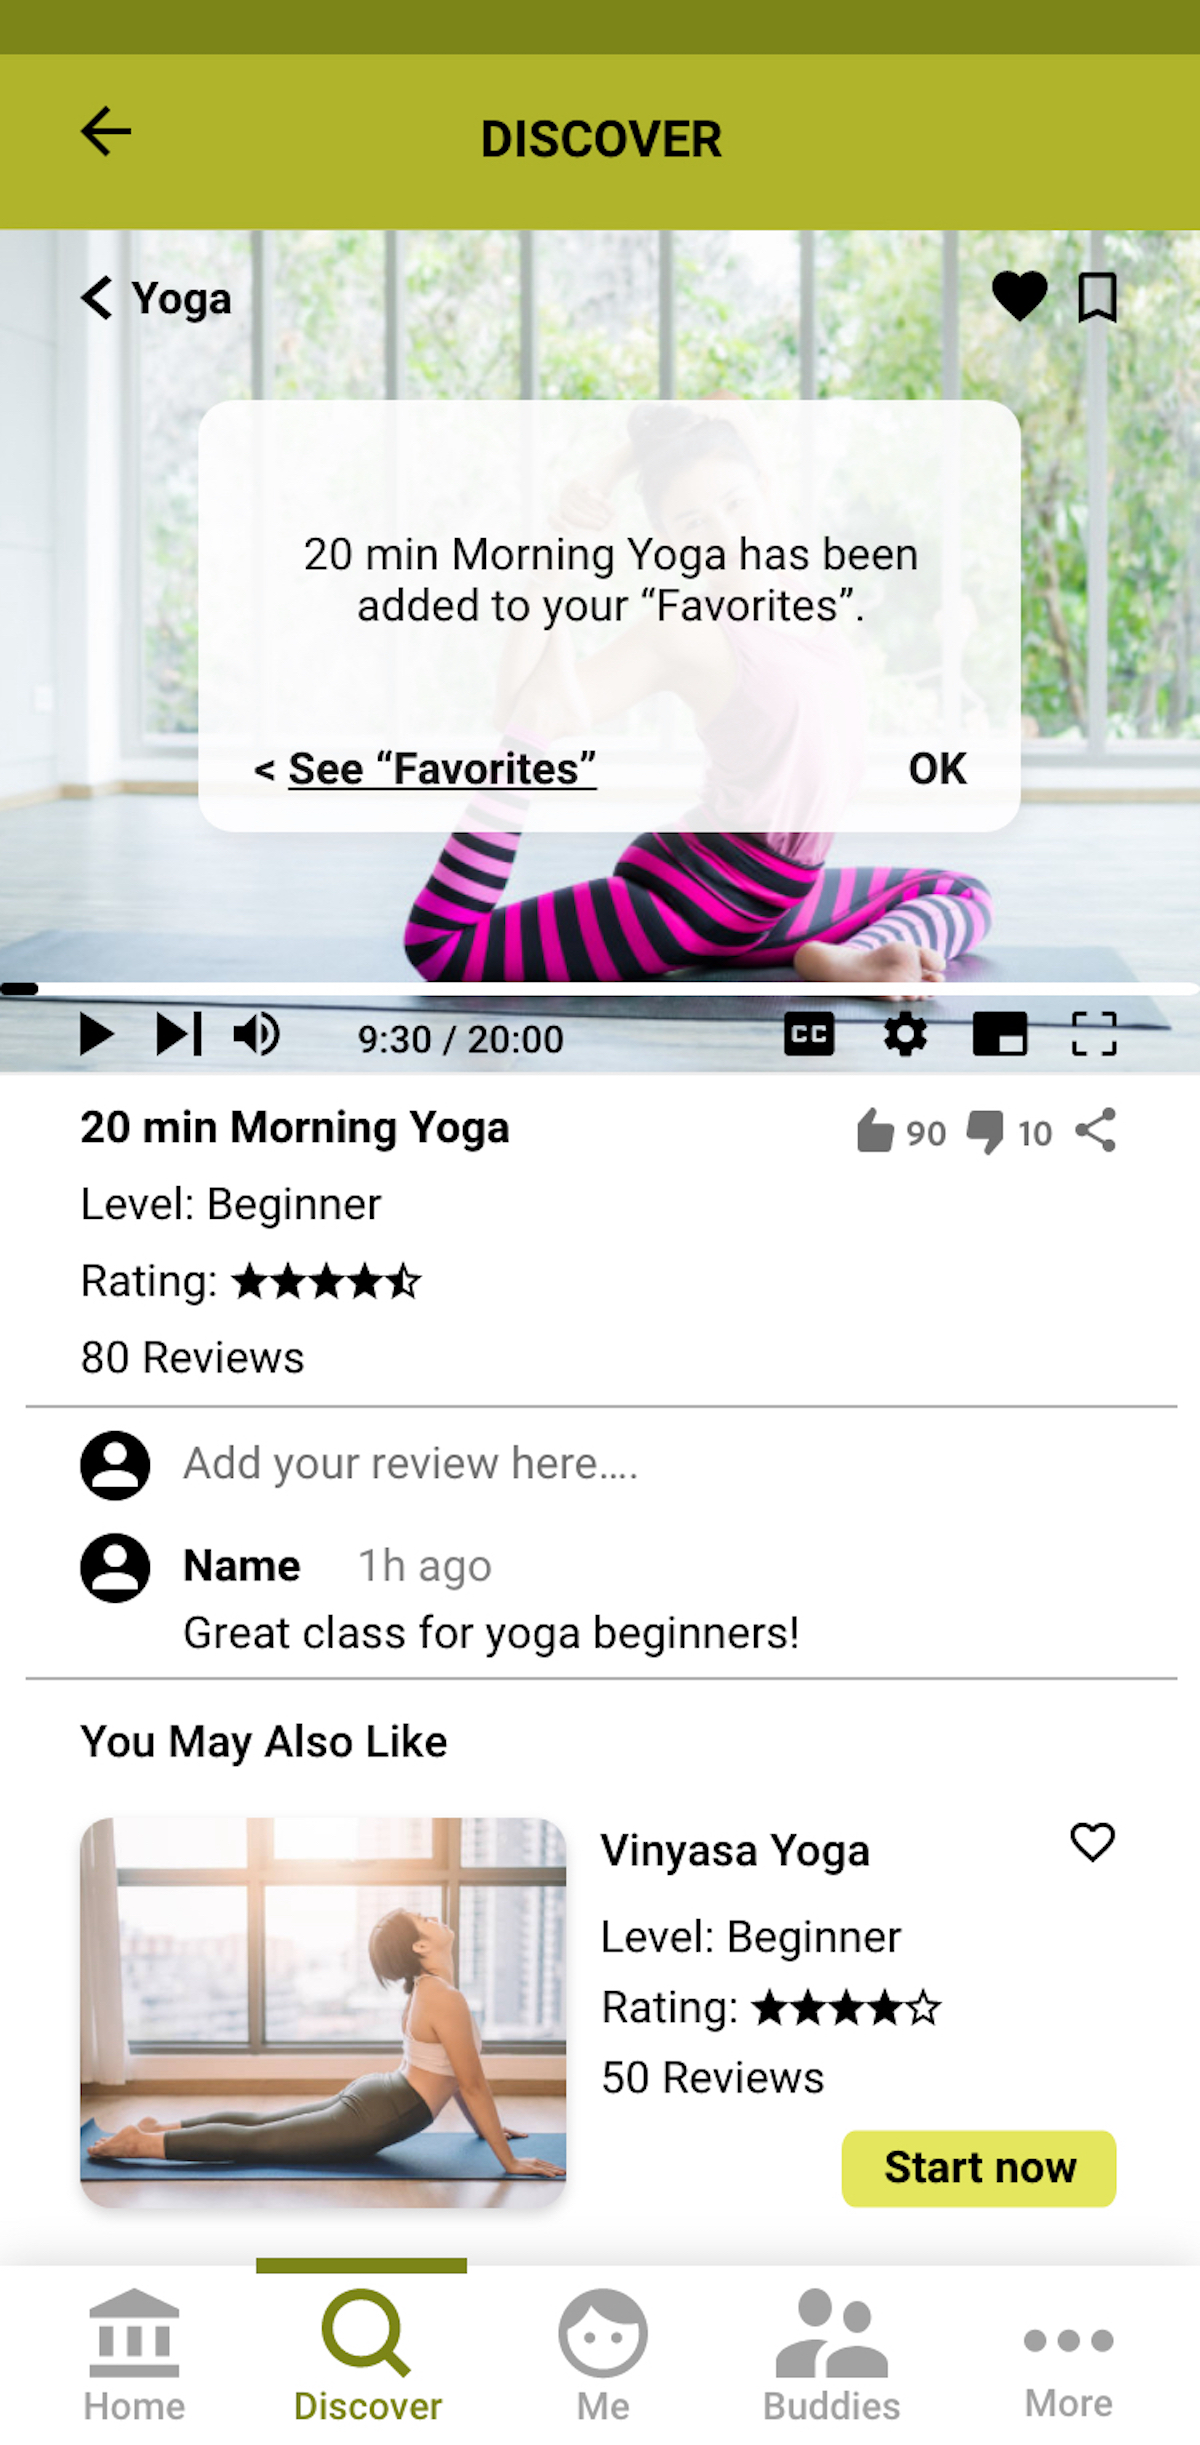 DISCOVER
Yoga
20 min Morning Yoga has been
added to your “Favorites”.
< See “Favorites”
OK
9:30 / 20:00
CC
20 min Morning Yoga
90
10
Level: Beginner
Rating:
80 Reviews
Add your review here....
Name 1h ago
Great class for yoga beginners!
You May Also Like
Vinyasa Yoga
Level: Beginner
Rating:
50 Reviews
Start now
Home
Discover
Me
Buddies
More